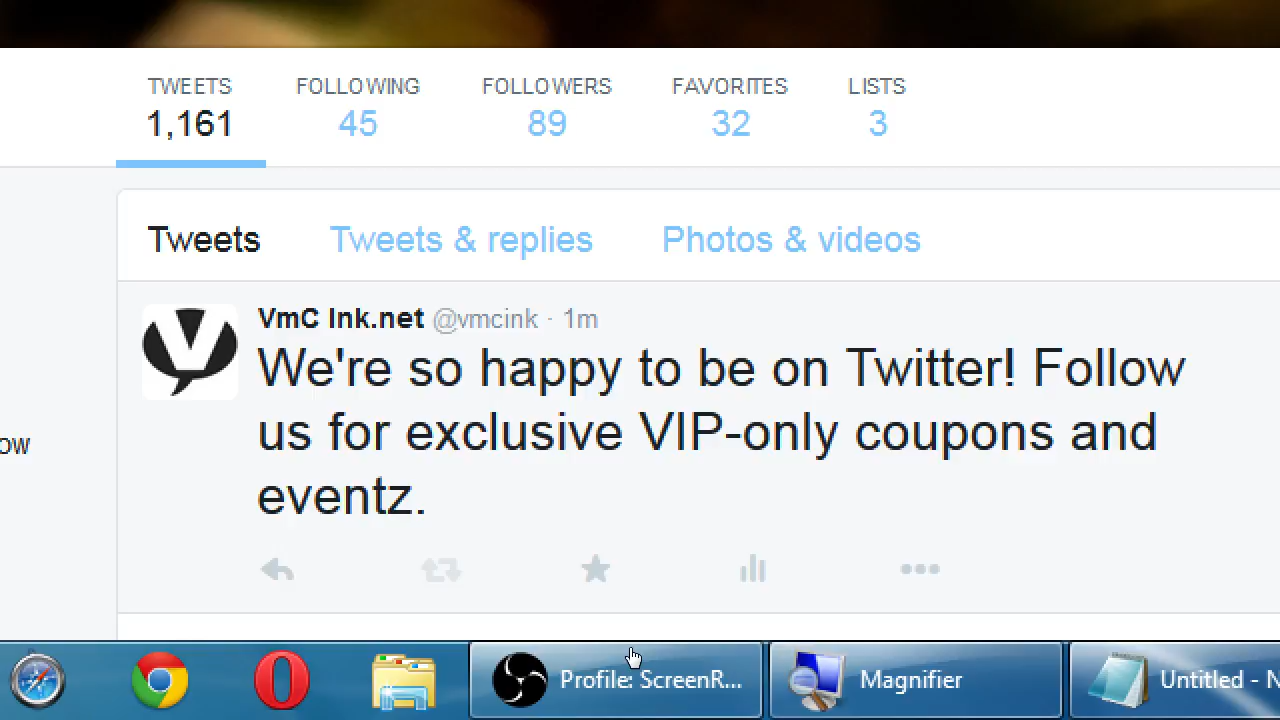 TWEETS FOLLOWING FOLLOWERS FAVORITES LISTS
1,161 45 89 32 3
Tweets Tweets & replies Photos & videos
VmC Ink.net @vmcink · 1m
We're so happy to be on Twitter! Follow
us for exclusive VIP-only coupons and
eventz.
ow
Profile: ScreenR... Magnifier Untitled - N